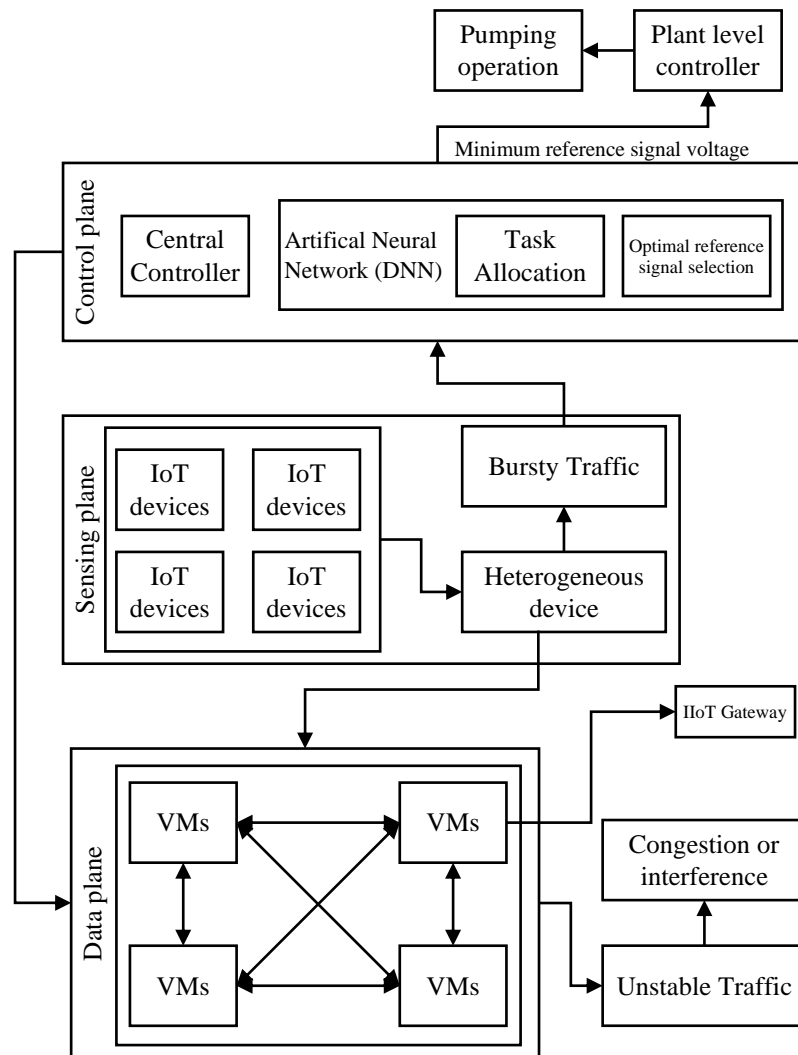 Pumping
operation
Plant level
controller
Minimum reference signal voltage
Control plane
Central
Controller
Artifical Neural
Network (DNN)
Task
Allocation
Optimal reference
signal selection
Sensing plane
IoT
devices
IoT
devices
IoT
devices
IoT
devices
Bursty Traffic
Heterogeneous
device
IIoT Gateway
Data plane
VMs
VMs
VMs
VMs
Congestion or
interference
Unstable Traffic